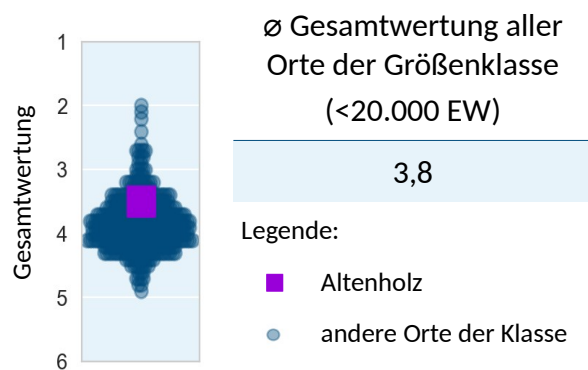 ⌀ Gesamtwertung aller
Orte der Größenklasse
(<20.000 EW)
3,8
Gesamtwertung
1
2
3
4
5
6
Legende:
Altenholz
andere Orte der Klasse